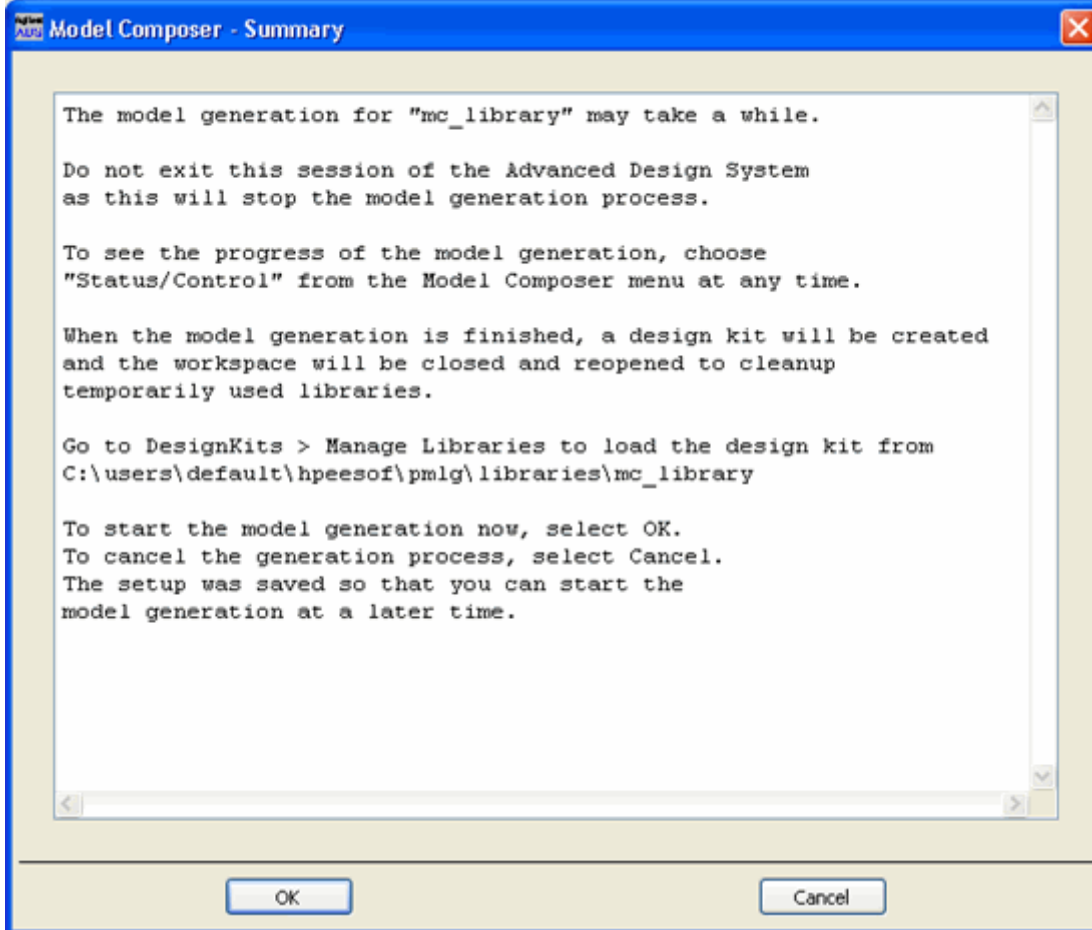 Model Composer - Summary
The model generation for "mc_library" may take a while.
Do not exit this session of the Advanced Design System
as this will stop the model generation process.
To see the progress of the model generation, choose
"Status/Control" from the Model Composer menu at any time.
When the model generation is finished, a design kit will be created
and the workspace will be closed and reopened to cleanup
temporarily used libraries.
Go to DesignKits > Manage Libraries to load the design kit from
C:\users\default\hpeesof\pmlg\libraries\mc_library
To start the model generation now, select OK.
To cancel the generation process, select Cancel.
The setup was saved so that you can start the
model generation at a later time.
OK
Cancel